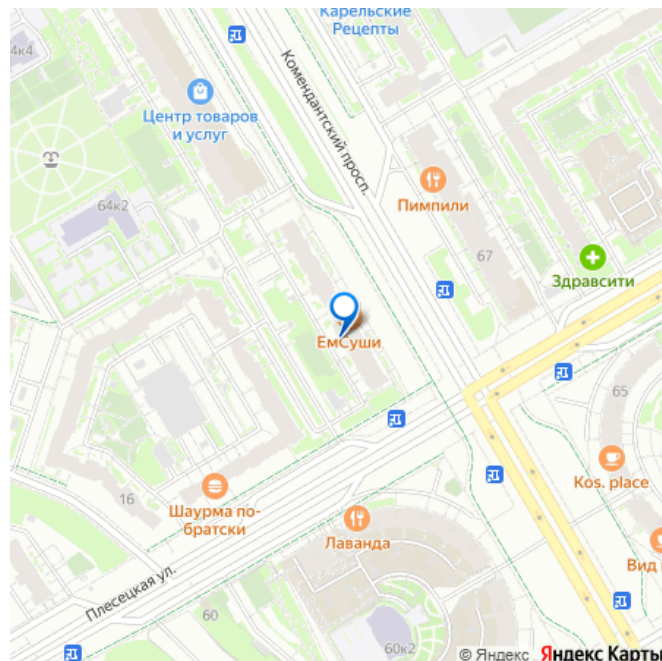 Карельские
Рецепты
4к4
Центр товаров
и услуг
Комендантский просп.
Пимпили
64к2
67
Здравсити
ЕмСуши
65
Kos. place
16
Шаурма по-
братски
Лаванда
Вид
Плесецкая ул.
60
60к2
© Яндекс Яндекс Карты